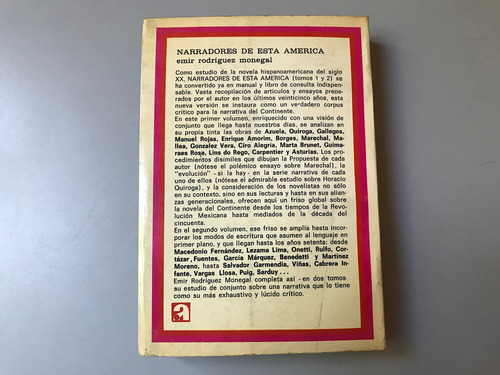 NARRADORES DE ESTA AMERICA
emir rodríguez monegal
Como estudio de la novela hispanoamericana del siglo
XX, NARRADORES DE ESTA AMERICA (tomos 1 y 2) se
ha convertido ya en manual y libro de consulta indispen-
sable. Vasta recopilación de artículos y ensayos prepa-
rados por el autor en los últimos veinticinco años, esta
nueva versión se instaura como un verdadero corpus
crítico para la narrativa del Continente.
En este primer volumen, enriquecido con una visión de
conjunto que llega hasta nuestros días, se analizan en
su propia tinta las obras de Azuela, Quiroga, Gallegos,
Manuel Rojas, Enrique Amorim, Borges, Marechal, Ma-
llea, Gonzalez Vera, Ciro Alegria, Marta Brunet, Guima-
raes Rosa, Lins do Rego, Carpentier y Asturias. Los pro-
cedimientos disímiles que dibujan la Propuesta de cada
autor (nótese el polémico ensayo sobre Marechal), la
"evolución" - si la hay - en la serie narrativa de cada
uno de ellos (nótese el admirable estudio sobre Horacio
Quiroga), y la consideración de los novelistas no sólo
en su contexto, sino en sus lecturas y hasta en sus alian-
zas generacionales, ofrecen aquí un friso global sobre
la novela del Continente desde los tiempos de la Revo-
lución Mexicana hasta mediados de la década del
cincuenta.
En el segundo volumen, ese friso se amplía hasta incor-
porar los modos de escritura que asumen al lenguaje en
primer plano, y que llegan hasta los años setenta: desde
Macedonio Fernández, Lezama Lima, Onetti, Rulfo, Cor-
tázar, Fuentes, García Márquez, Benedetti y Martínez
Moreno, hasta Salvador Garmendia, Viñas, Cabrera In-
fante, Vargas Llosa, Puig, Sarduy . . .
Emir Rodríguez Monegal completa así - en dos tomos
su estudio de conjunto sobre una narrativa que lo tiene
como su más exhaustivo y lúcido crítico.